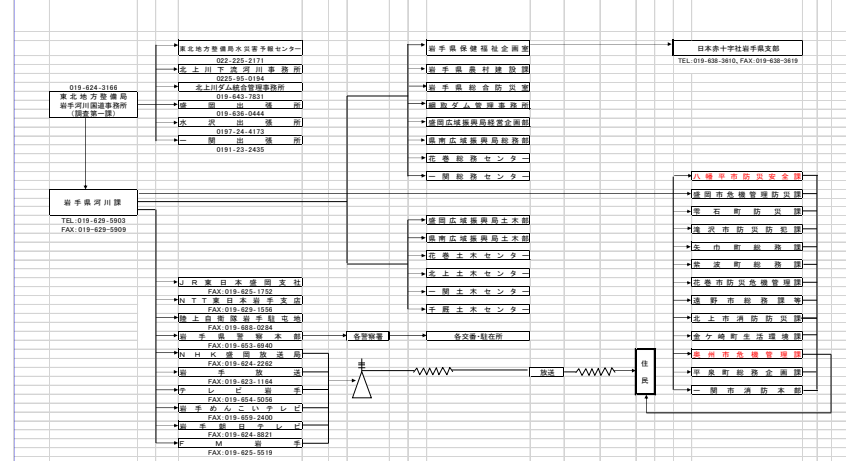 東北地方整備局水災害予報センター
022-225-2171
北上川下流河川事務所
0225-95-0194
北上川ダム統合管理事務所
019-643-7831
盛岡出張所
019-636-0444
水沢出張所
0197-24-4173
一関出張所
0191-23-2435
019-624-3166
東北地方整備局
岩手河川国道事務所
(調査第一課)
岩手県河川課
TEL:019-629-5903
FAX:019-629-5909
岩手県保健福祉企画室
岩手県農村建設課
岩手県総合防災室
綱取ダム管理事務所
盛岡広域振興局経営企画部
県南広域振興局総務部
花巻総務センター
一関総務センター
日本赤十字社岩手県支部
TEL:019-638-3610、FAX:019-638-3619
盛岡広域振興局土木部
県南広域振興局土木部
花巻土木センター
北上土木センター
一関土木センター
千厩土木センター
八幡平市防災安全課
盛岡市危機管理防災課
雫石町防災課
滝沢市防災防犯課
矢巾町総務課
紫波町総務課
花巻市防災危機管理課
遠野市総務課等
北上市消防防災課
金ケ崎町生活環境課
奥州市危機管理課
平泉町総務企画課
一関市消防本部
JR東日本盛岡支社
FAX:019-625-1752
NTT東日本岩手支店
FAX:019-629-1556
陸上自衛隊岩手駐屯地
FAX:019-688-0284
岩手県警察本部
FAX:019-653-6940
NHK盛岡放送局
FAX:019-624-2262
岩手放送
FAX:019-623-1164
テレビ岩手
FAX:019-654-5056
岩手めんこいテレビ
FAX:019-659-2400
岩手朝日テレビ
FAX:019-624-8821
FM岩手
FAX:019-625-5519
各警察署
各交番・駐在所
放送
住民